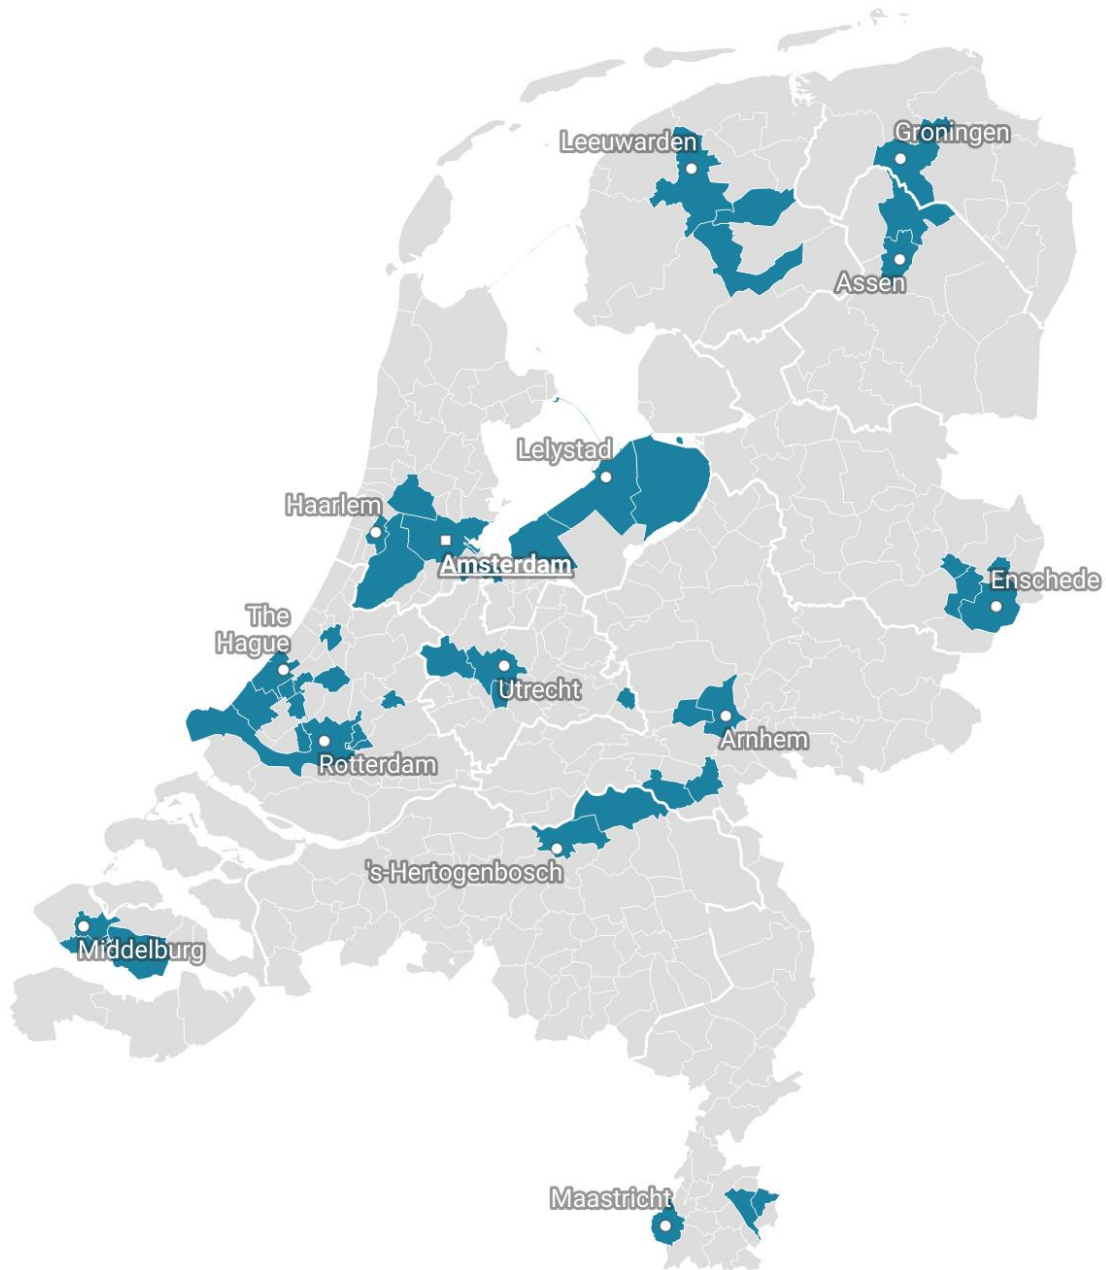 Groningen
Leeuwarden
Assen
Lelystad
Haarlem
Amsterdam
Enschede
The
Hague
Utrecht
Arnhem
Rotterdam
's-Hertogenbosch
Middelburg
Maastricht